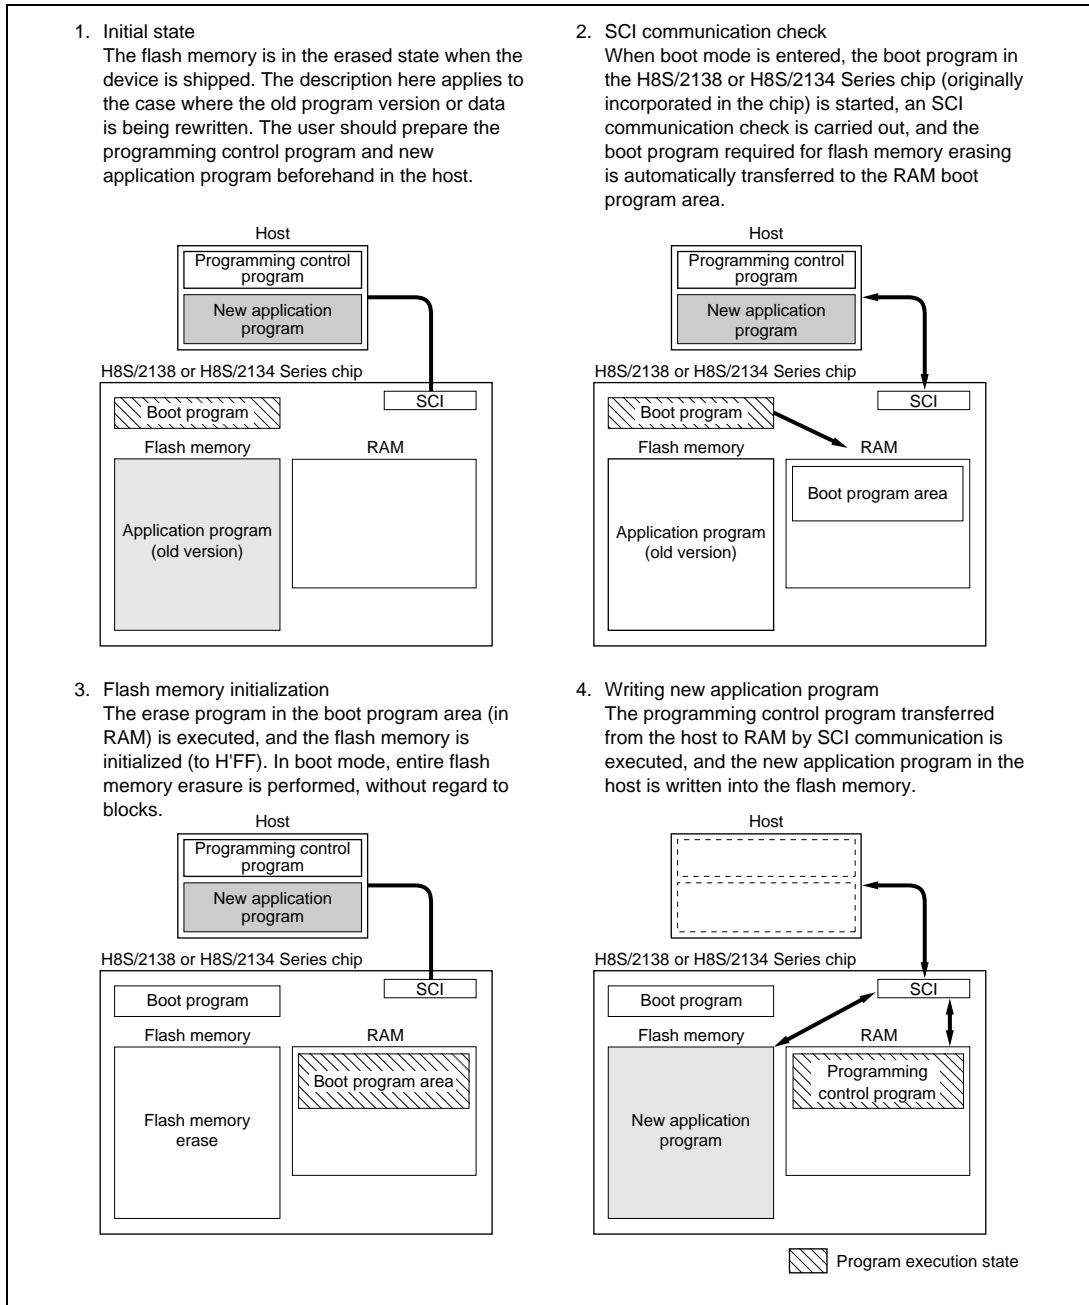 1. Initial state
The flash memory is in the erased state when the
device is shipped. The description here applies to
the case where the old program version or data
is being rewritten. The user should prepare the
programming control program and new
application program beforehand in the host.
Host
Programming control
program
New application
program
H8S/2138 or H8S/2134 Series chip
SCI
Boot program
Flash memory
RAM
Application program
(old version)
2. SCI communication check
When boot mode is entered, the boot program in
the H8S/2138 or H8S/2134 Series chip (originally
incorporated in the chip) is started, an SCI
communication check is carried out, and the
boot program required for flash memory erasing
is automatically transferred to the RAM boot
program area.
Host
Programming control
program
New application
program
H8S/2138 or H8S/2134 Series chip
SCI
Boot program
Flash memory
RAM
Boot program area
Application program
(old version)
3. Flash memory initialization
The erase program in the boot program area (in
RAM) is executed, and the flash memory is
initialized (to H'FF). In boot mode, entire flash
memory erasure is performed, without regard to
blocks.
Host
Programming control
program
New application
program
H8S/2138 or H8S/2134 Series chip
SCI
Boot program
Flash memory
RAM
Boot program area
Flash memory
erase
4. Writing new application program
The programming control program transferred
from the host to RAM by SCI communication is
executed, and the new application program in the
host is written into the flash memory.
Host
H8S/2138 or H8S/2134 Series chip
SCI
Boot program
Flash memory
RAM
Programming
control program
New application
program
Program execution state